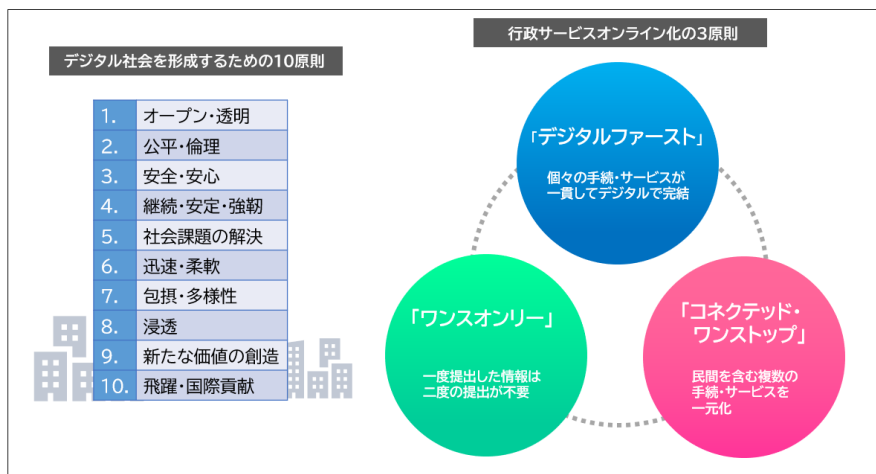 デジタル社会を形成するための10原則
1. オープン・透明
2. 公平・倫理
3. 安全・安心
4. 継続・安定・強靭
5. 社会課題の解決
6. 迅速・柔軟
7. 包摂・多様性
8. 浸透
9. 新たな価値の創造
10. 飛躍・国際貢献
行政サービスオンライン化の3原則
「デジタルファースト」
個々の手続・サービスが
一貫してデジタルで完結
「ワンスオンリー」
一度提出した情報は
二度の提出が不要
「コネクテッド・
ワンストップ」
民間を含む複数の
手続・サービスを
一元化